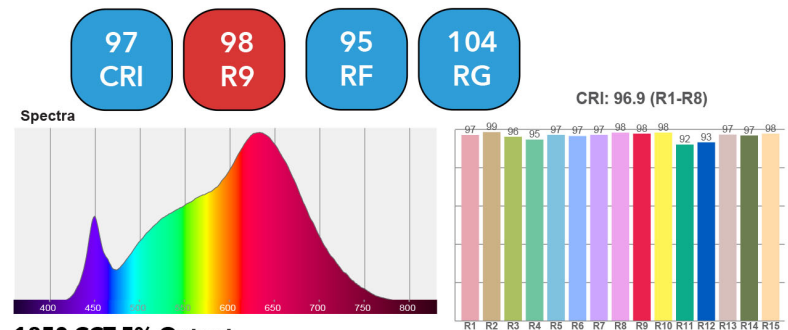 97
CRI
98
R9
95
RF
104
RG
Spectra
400 450 500 550 600 650 700 750 800
CRI: 96.9 (R1-R8)
97 99 96 95 97 97 97 98 98 98 92 93 97 97 98
R1 R2 R3 R4 R5 R6 R7 R8 R9 R10 R11 R12 R13 R14 R15